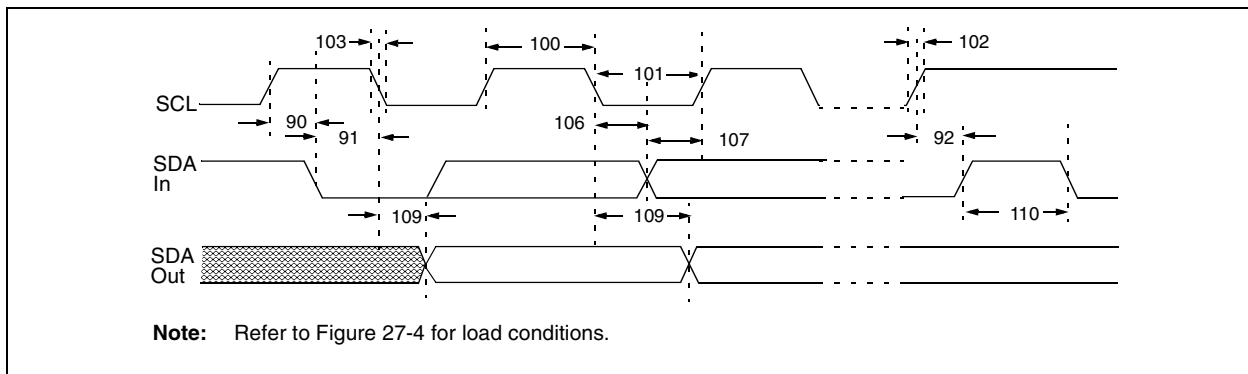 103
100
102
101
SCL
90
91
106
107
92
SDA
In
109
109
110
SDA
Out
Note: Refer to Figure 27-4 for load conditions.